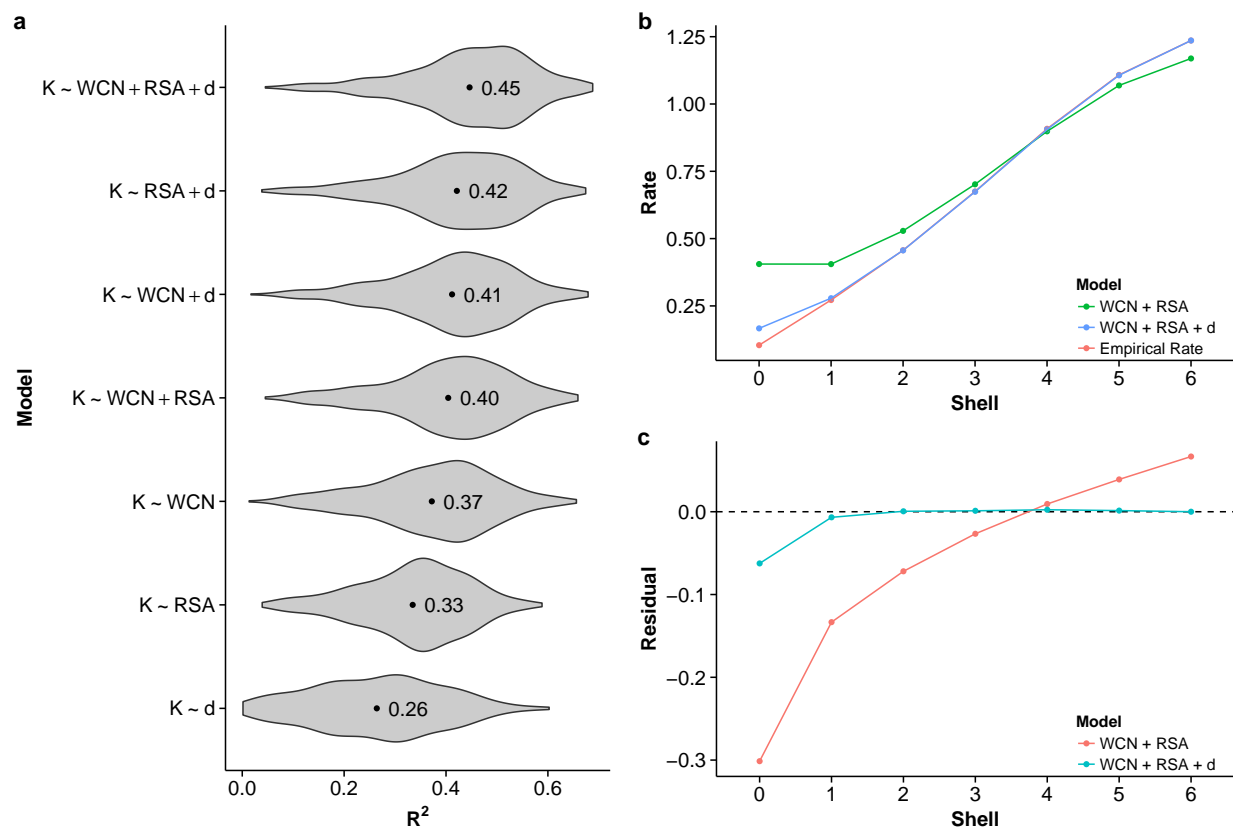 a
Model
K ~ WCN + RSA + d
0.45
K ~ RSA + d
0.42
K ~ WCN + d
0.41
K ~ WCN + RSA
0.40
K ~ WCN
0.37
K ~ RSA
0.33
K ~ d
0.26
0.0 0.2 0.4 0.6
R²
b
Rate
1.25
1.00
0.75
0.50
0.25
Model
WCN + RSA
WCN + RSA + d
Empirical Rate
0 1 2 3 4 5 6
Shell
c
Residual
0.0
−0.1
−0.2
−0.3
Model
WCN + RSA
WCN + RSA + d
0 1 2 3 4 5 6
Shell